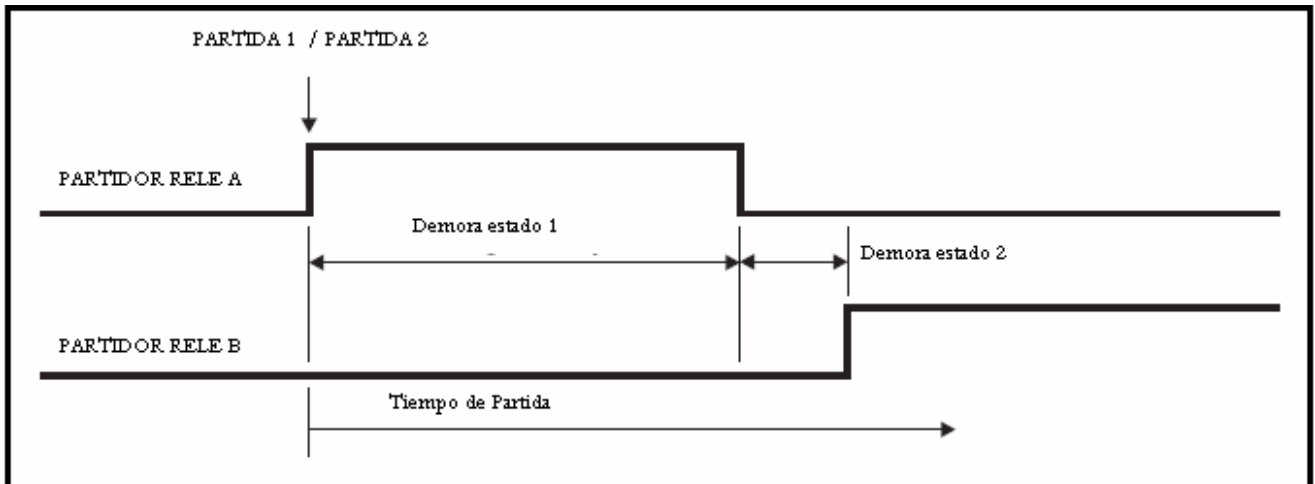 PARTIDA 1 / PARTIDA 2
PARTIDOR RELE A
Demora estado 1
Demora estado 2
PARTIDOR RELE B
Tiempo de Partida